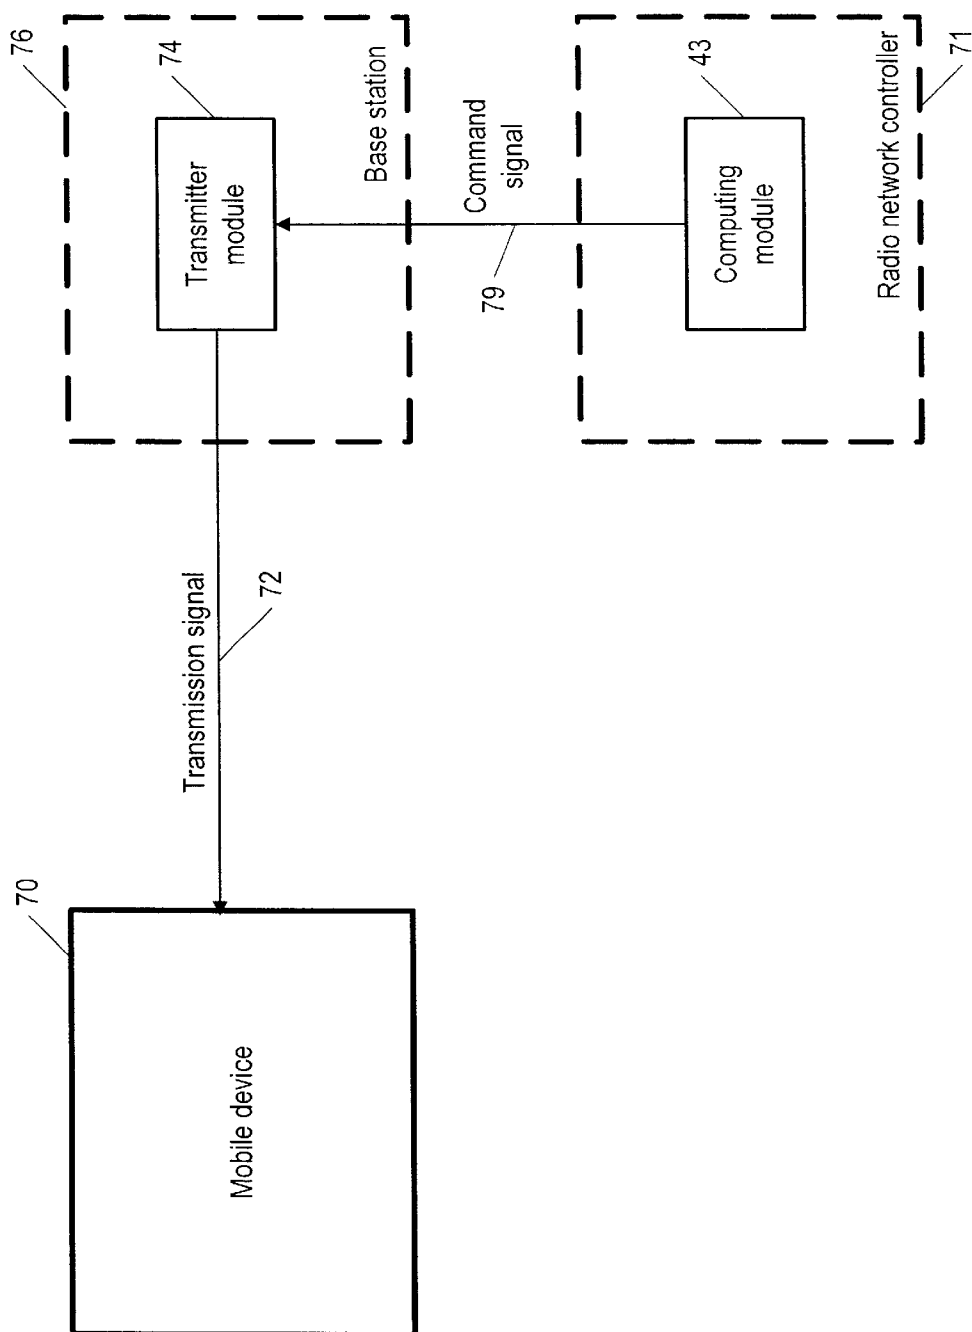 76
74
Transmitter
module
Base station
Command
signal
79
43
Computing
module
Radio network controller
71
Transmission signal
72
70
Mobile device